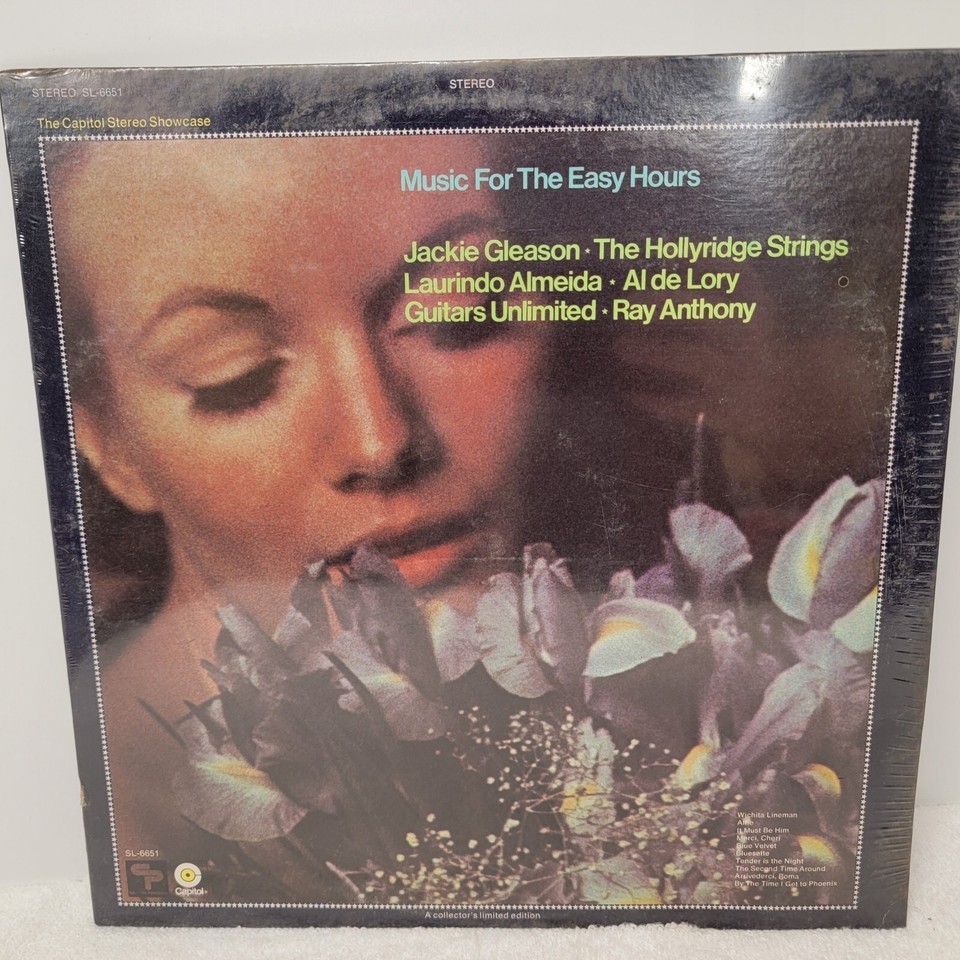 STEREO
STEREO SL-6651
The Capitol Stereo Showcase
Music For The Easy Hours
Jackie Gleason ⋆ The Hollyridge Strings
Laurindo Almeida ⋆ Al de Lory
Guitars Unlimited ⋆ Ray Anthony
Wichita Lineman
It Must Be Him
Merci, Cheri
Blue Velvet
Bluesette
Tender is the Night
The Second Time Around
Arrivederci, Roma
By The Time I Get to Phoenix
SL-6651
Capitol
A collector's limited edition